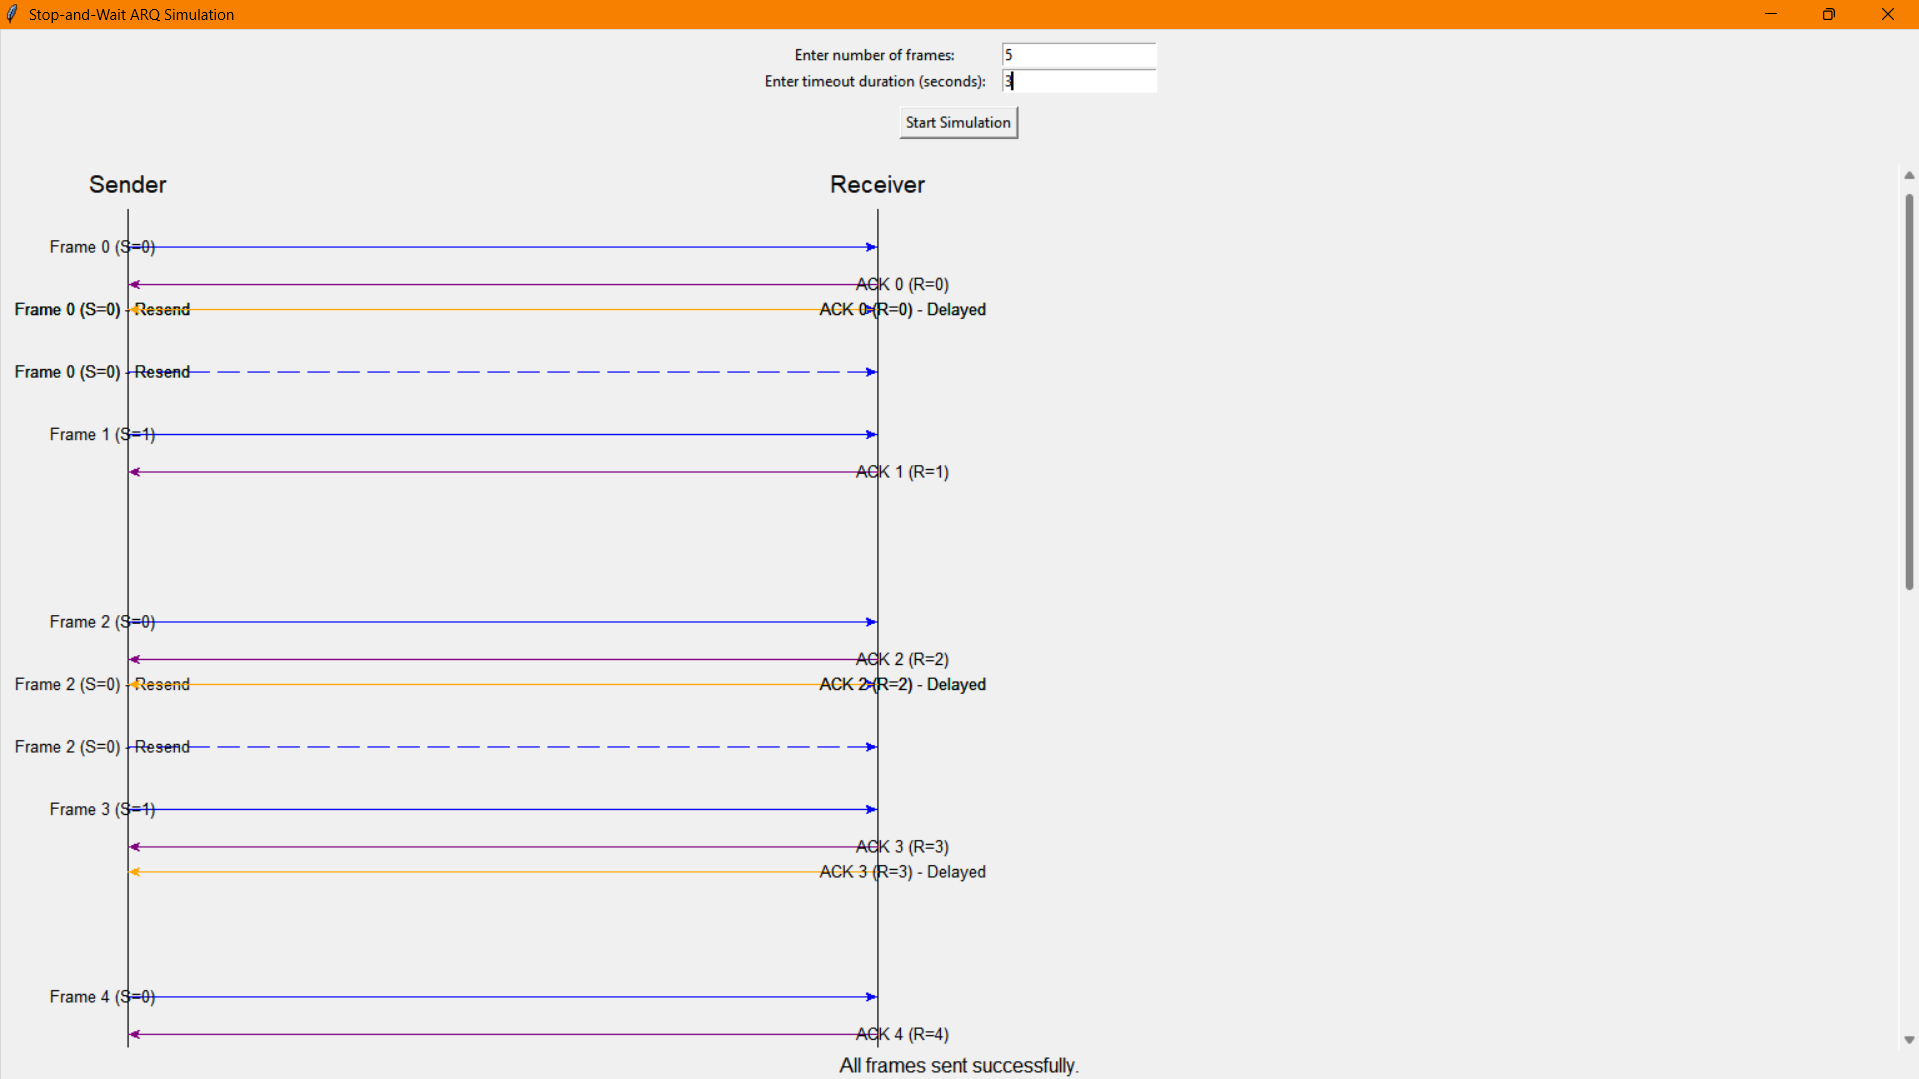 Stop-and-Wait ARQ Simulation
Enter number of frames: 5
Enter timeout duration (seconds): 3
Start Simulation
Sender Receiver
Frame 0 (S=0)
ACK 0 (R=0)
Frame 0 (S=0) - Resend ACK 0 (R=0) - Delayed
Frame 0 (S=0) - Resend
Frame 1 (S=1)
ACK 1 (R=1)
Frame 2 (S=0)
ACK 2 (R=2)
Frame 2 (S=0) - Resend ACK 2 (R=2) - Delayed
Frame 2 (S=0) - Resend
Frame 3 (S=1)
ACK 3 (R=3)
ACK 3 (R=3) - Delayed
Frame 4 (S=0)
ACK 4 (R=4)
All frames sent successfully.